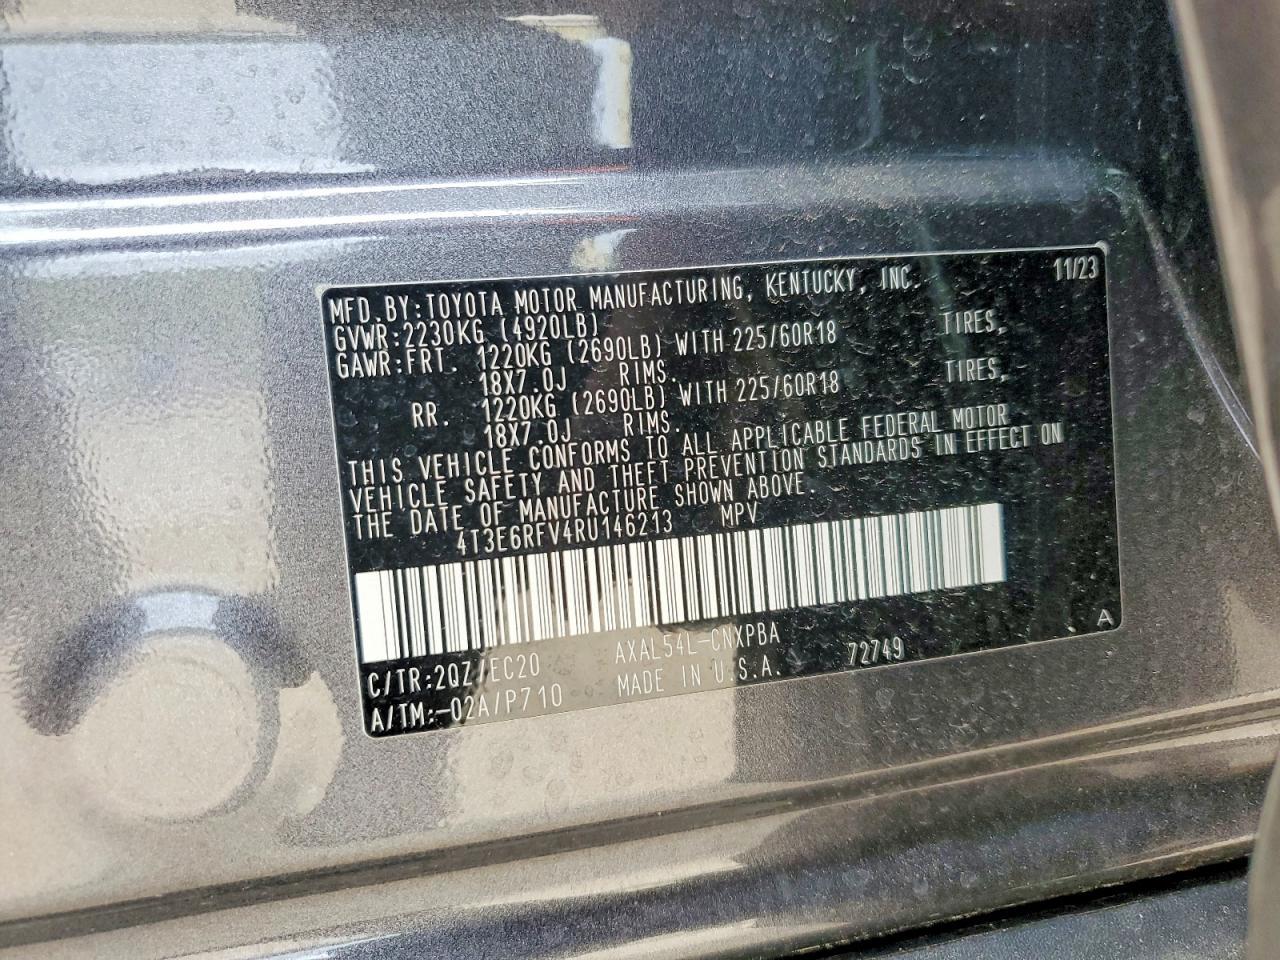 MFD.BY:TOYOTA MOTOR MANUFACTURING, KENTUCKY, INC. 11/23
GVWR:2230KG (4920LB)
GAWR:FRT. 1220KG (2690LB) WITH 225/60R18 TIRES,
18X7.0J RIMS.
RR. 1220KG (2690LB) WITH 225/60R18 TIRES,
18X7.0J RIMS.
THIS VEHICLE CONFORMS TO ALL APPLICABLE FEDERAL MOTOR
VEHICLE SAFETY AND THEFT PREVENTION STANDARDS IN EFFECT ON
THE DATE OF MANUFACTURE SHOWN ABOVE.
4T3E6RFV4RU146213 MPV
C/TR:2QZ/EC20 AXAL54L-CNXPBA 72749 A
A/TM:-02A/P710 MADE IN U.S.A.